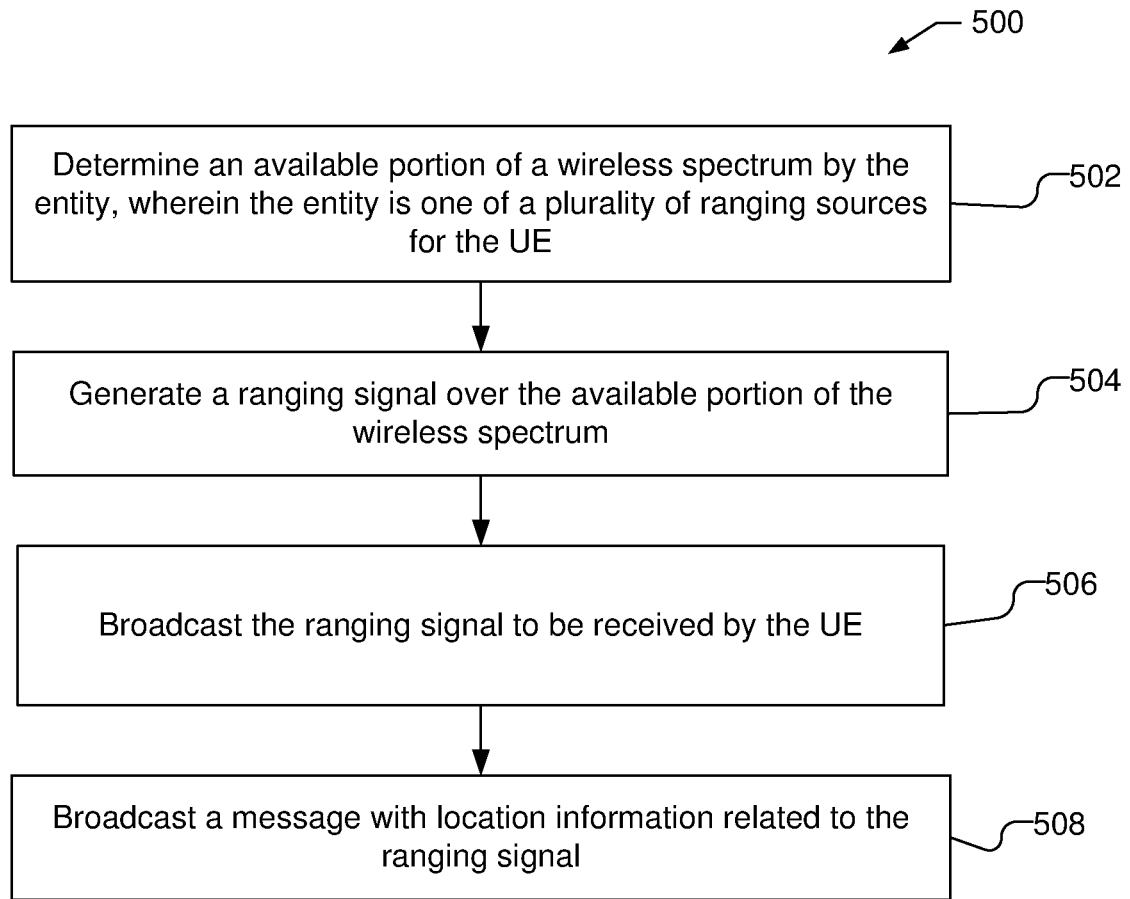 500
Determine an available portion of a wireless spectrum by the
entity, wherein the entity is one of a plurality of ranging sources
for the UE
502
Generate a ranging signal over the available portion of the
wireless spectrum
504
Broadcast the ranging signal to be received by the UE
506
Broadcast a message with location information related to the
ranging signal
508